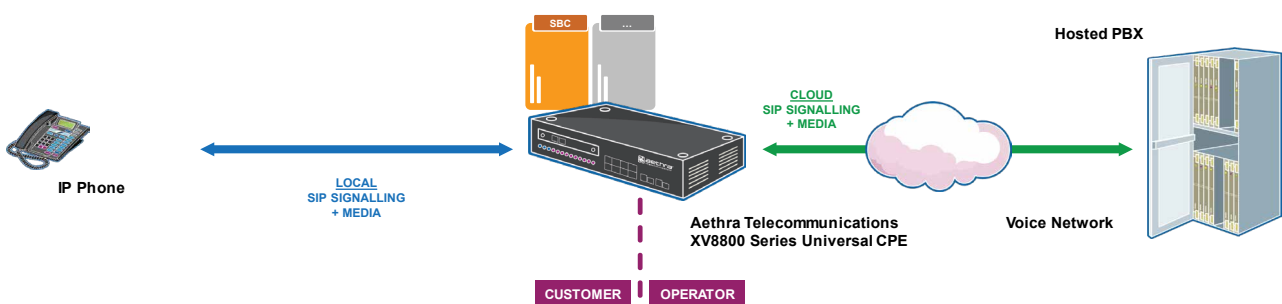 SBC
...
Hosted PBX
CLOUD
SIP SIGNALLING
+ MEDIA
aethra
IP Phone
LOCAL
SIP SIGNALLING
+ MEDIA
Aethra Telecommunications
XV8800 Series Universal CPE
Voice Network
CUSTOMER
OPERATOR